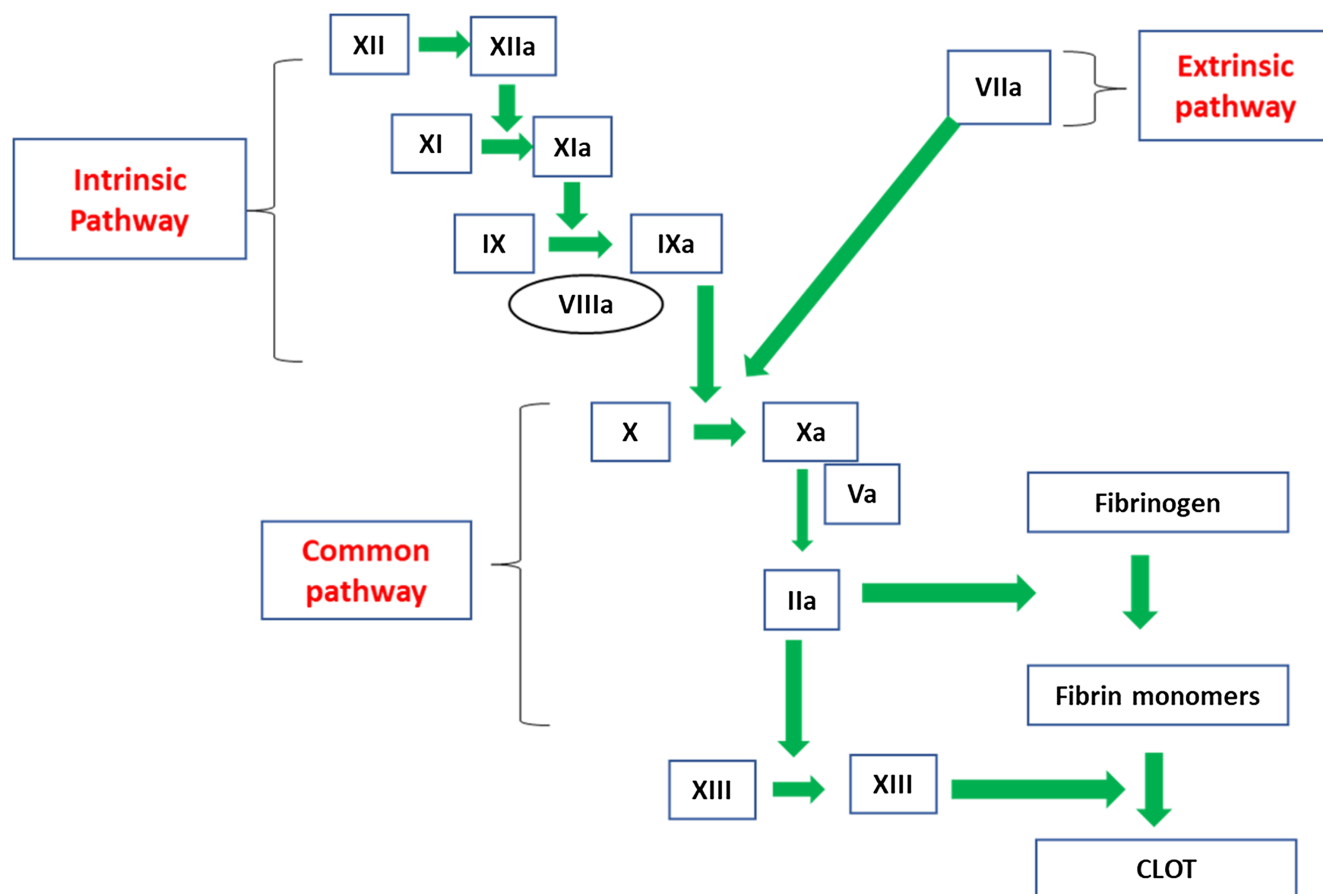 XII
XIIa
VIIa
Extrinsic
pathway
XI
XIa
Intrinsic
Pathway
IX
IXa
VIIIa
X
Xa
Va
Fibrinogen
Common
pathway
IIa
Fibrin monomers
XIII
XIII
CLOT